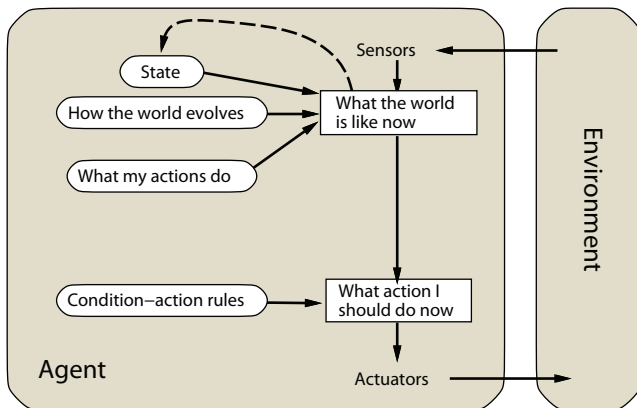 Sensors
State
How the world evolves
What the world
is like now
What my actions do
Environment
Condition–action rules
What action I
should do now
Agent
Actuators